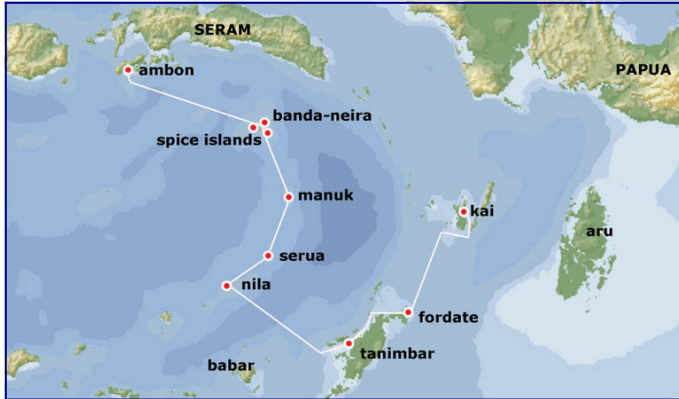 SERAM
ambon
PAPUA
banda-neira
spice islands
manuk
kai
aru
serua
nila
fordate
tanimbar
babar